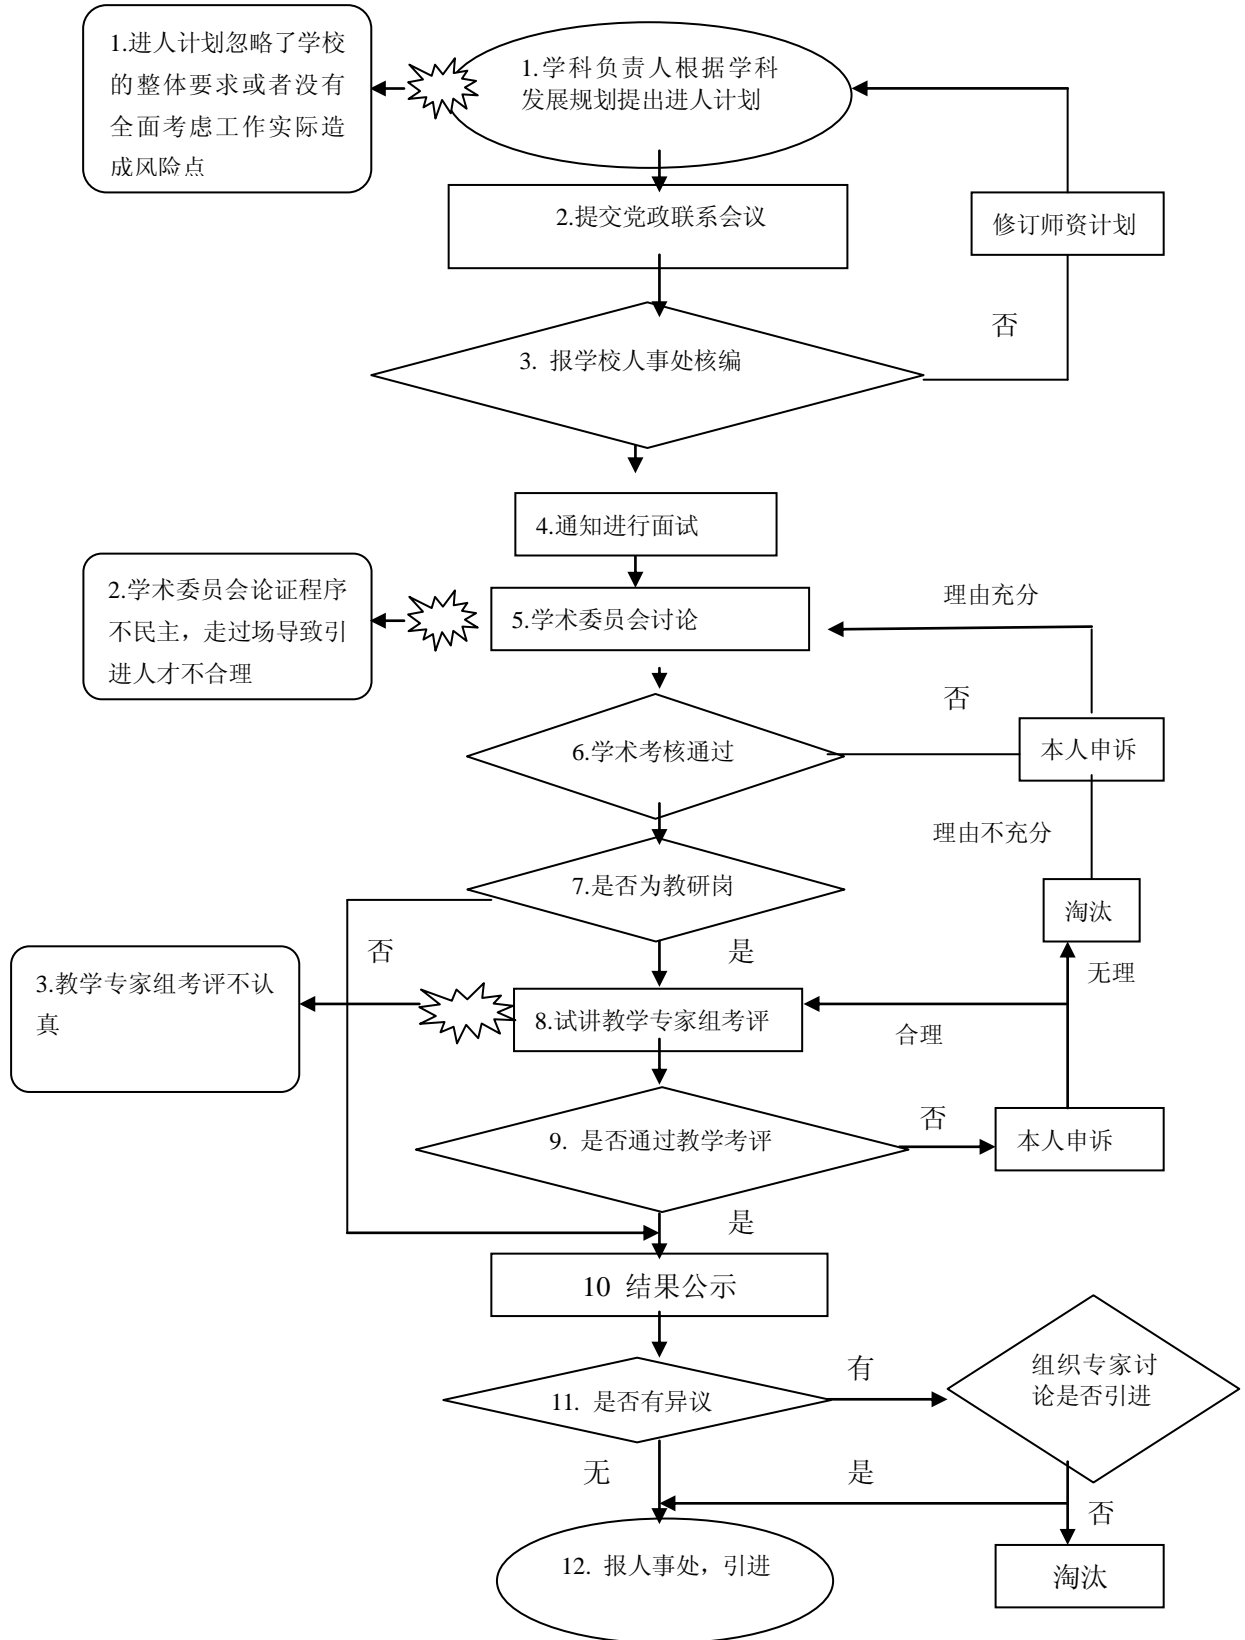 1.进人计划忽略了学校
的整体要求或者没有
全面考虑工作实际造
成风险点
1.学科负责人根据学科
发展规划提出进人计划
2.提交党政联系会议
修订师资计划
否
3. 报学校人事处核编
4.通知进行面试
2.学术委员会论证程序
不民主，走过场导致引
进人才不合理
5.学术委员会讨论
理由充分
否
6.学术考核通过
本人申诉
理由不充分
7.是否为教研岗
淘汰
否
是
无理
3.教学专家组考评不认
真
8.试讲教学专家组考评
合理
否
9. 是否通过教学考评
本人申诉
是
10 结果公示
有
组织专家讨
论是否引进
11. 是否有异议
无
是
否
12. 报人事处，引进
淘汰